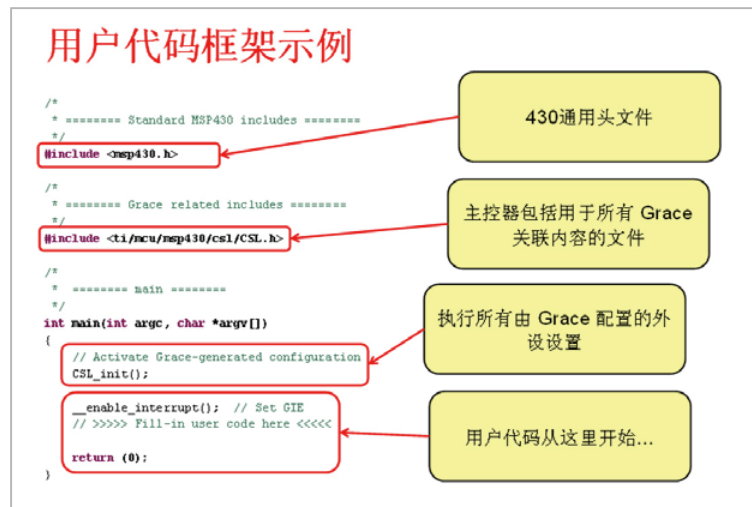 用户代码框架示例
/*
* ======== Standard MSP430 includes ========
*/
#include <msp430.h>
430通用头文件
/*
* ======== Grace related includes ========
*/
#include <ti/mcu/msp430/csl/CSL.h>
主控器包括用于所有 Grace
关联内容的文件
/*
* ======== main ========
*/
int main(int argc, char *argv[])
{
// Activate Grace-generated configuration
CSL_init();
执行所有由 Grace 配置的外
设设置
__enable_interrupt(); // Set GIE
// >>>>> Fill-in user code here <<<<<
return (0);
}
用户代码从这里开始...